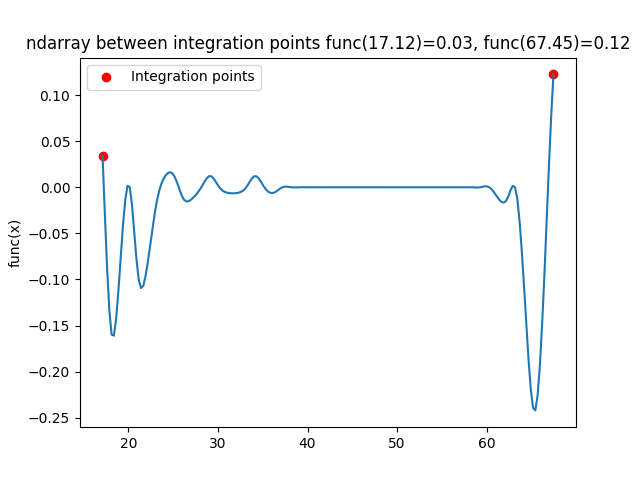 ndarray between integration points func(17.12)=0.03, func(67.45)=0.12
Integration points
0.10
0.05
0.00
−0.05
−0.10
−0.15
−0.20
−0.25
func(x)
20 30 40 50 60